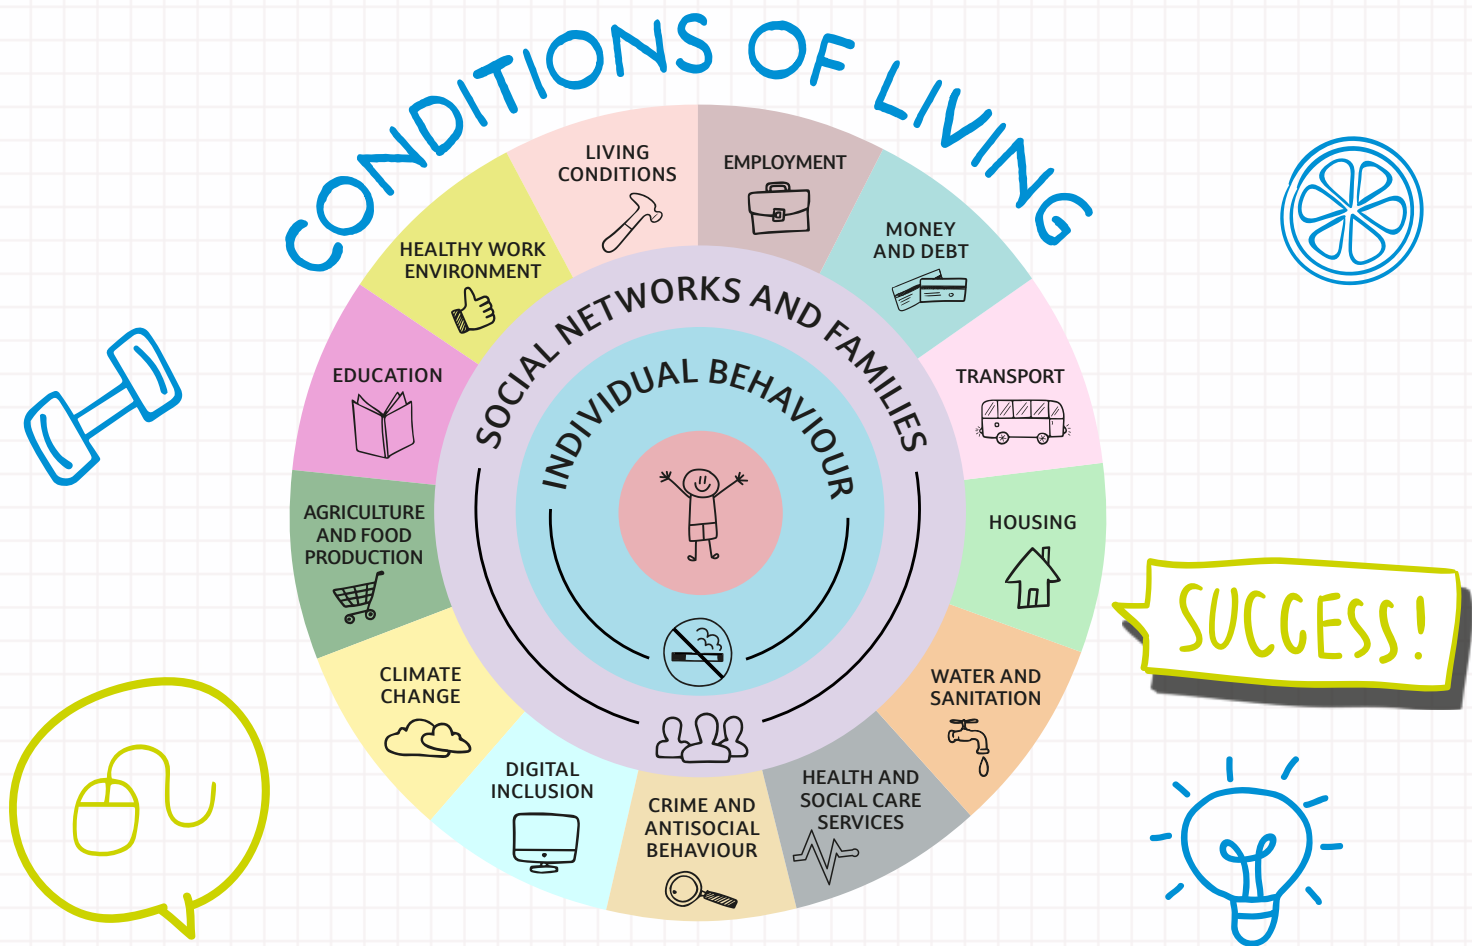 CONDITIONS OF LIVING
LIVING
CONDITIONS
EMPLOYMENT
MONEY
AND DEBT
TRANSPORT
HOUSING
WATER AND
SANITATION
HEALTH AND
SOCIAL CARE
SERVICES
CRIME AND
ANTISOCIAL
BEHAVIOUR
DIGITAL
INCLUSION
CLIMATE
CHANGE
AGRICULTURE
AND FOOD
PRODUCTION
EDUCATION
HEALTHY WORK
ENVIRONMENT
SOCIAL NETWORKS AND FAMILIES
INDIVIDUAL BEHAVIOUR
SUCCESS!